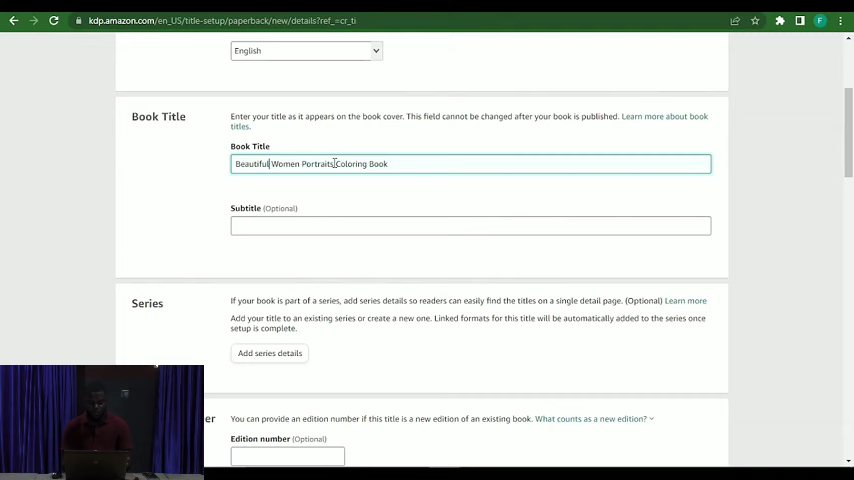 kdp.amazon.com/en_US/title-setup/paperback/new/details?ref_=cr_ti
F
English
Book Title
Enter your title as it appears on the book cover. This field cannot be changed after your book is published. Learn more about book
titles.
Book Title
Beautiful Women Portraits Coloring Book
Subtitle (Optional)
Series
If your book is part of a series, add series details so readers can easily find the titles on a single detail page. (Optional) Learn more
Add your title to an existing series or create a new one. Linked formats for this title will be automatically added to the series once
setup is complete.
Add series details
You can provide an edition number if this title is a new edition of an existing book. What counts as a new edition?
Edition number (Optional)